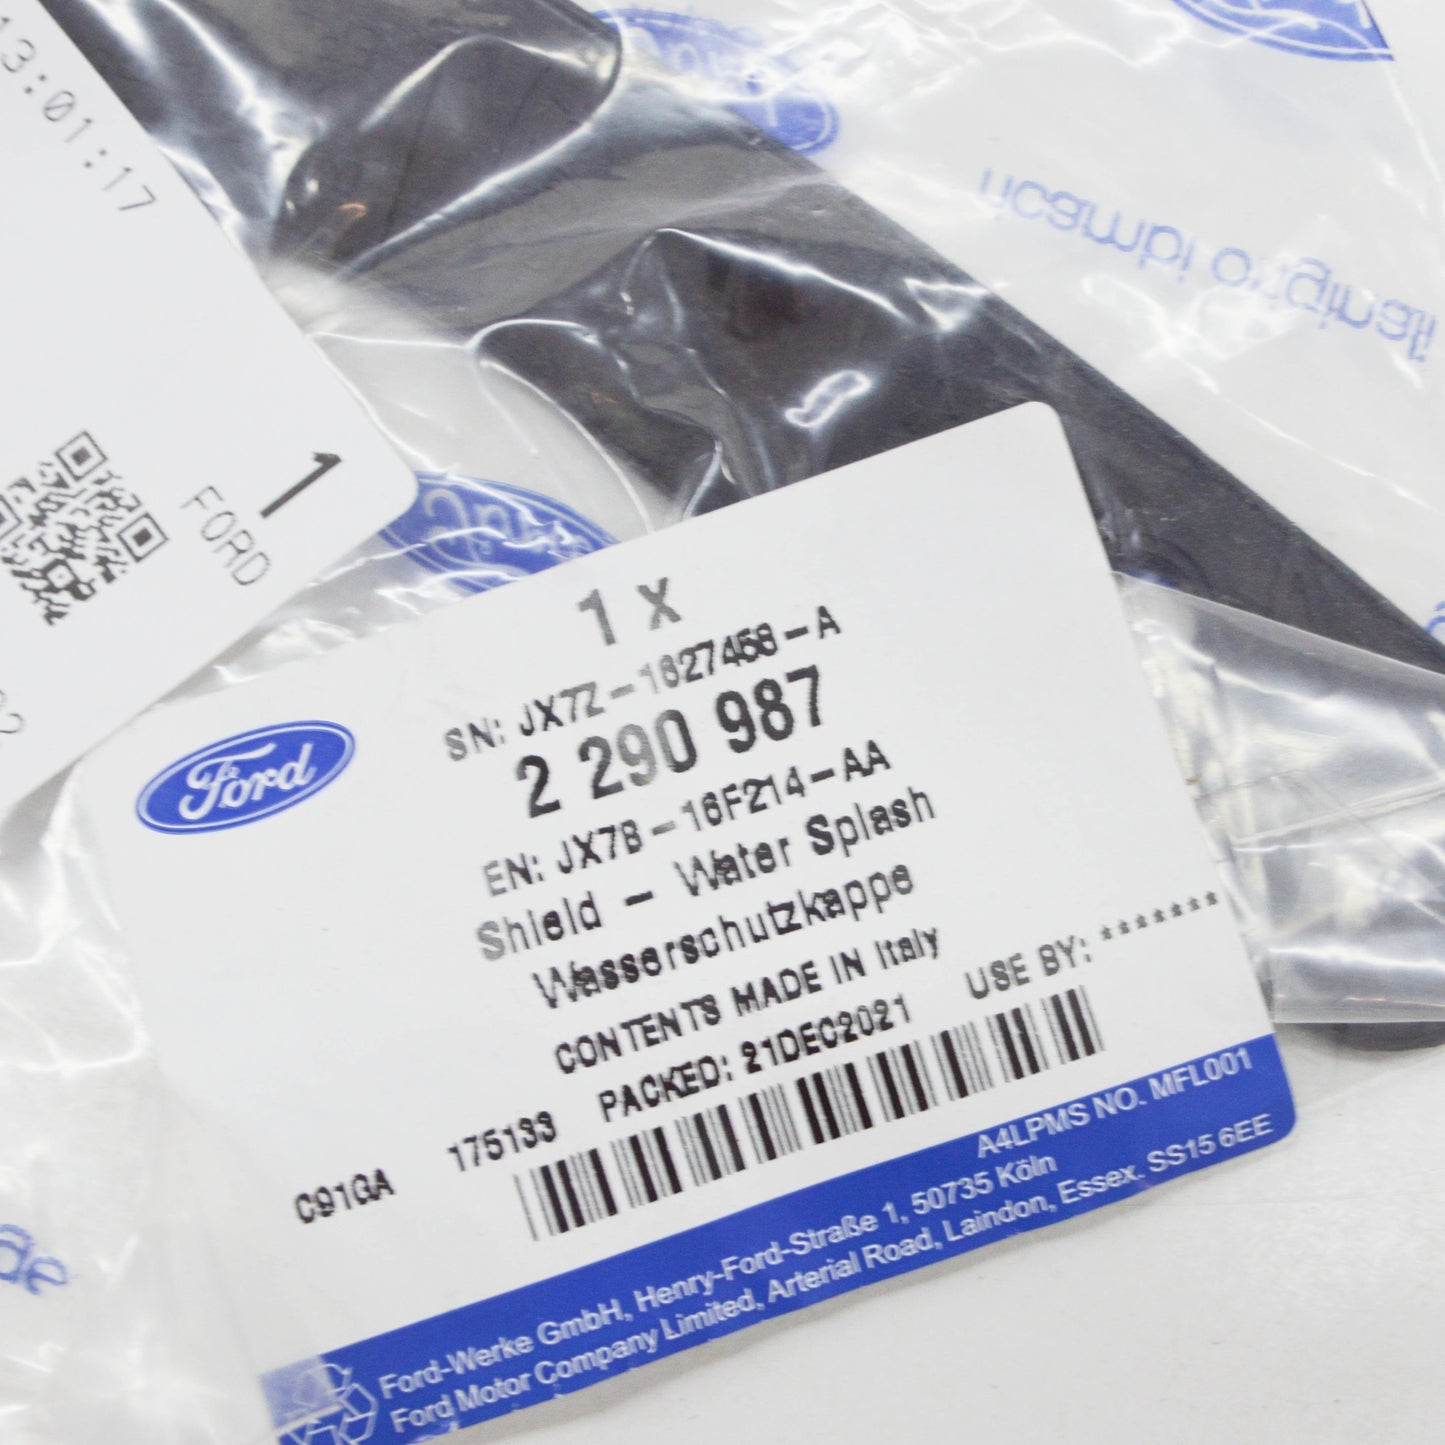 13:01:17
1
FORD
ricambi originali
Ford
1 X
SN: JX7Z-1627458-A
2 290 987
EN: JX7B-16F214-AA
Shield - Water Splash
Wasserschutzkappe
CONTENTS MADE IN Italy
PACKED: 21DEC2021 USE BY: *******
C91GA 175133
A4LPMS NO. MFL001
Ford-Werke GmbH, Henry-Ford-Straße 1, 50735 Köln
Ford Motor Company Limited, Arterial Road, Laindon, Essex. SS15 6EE